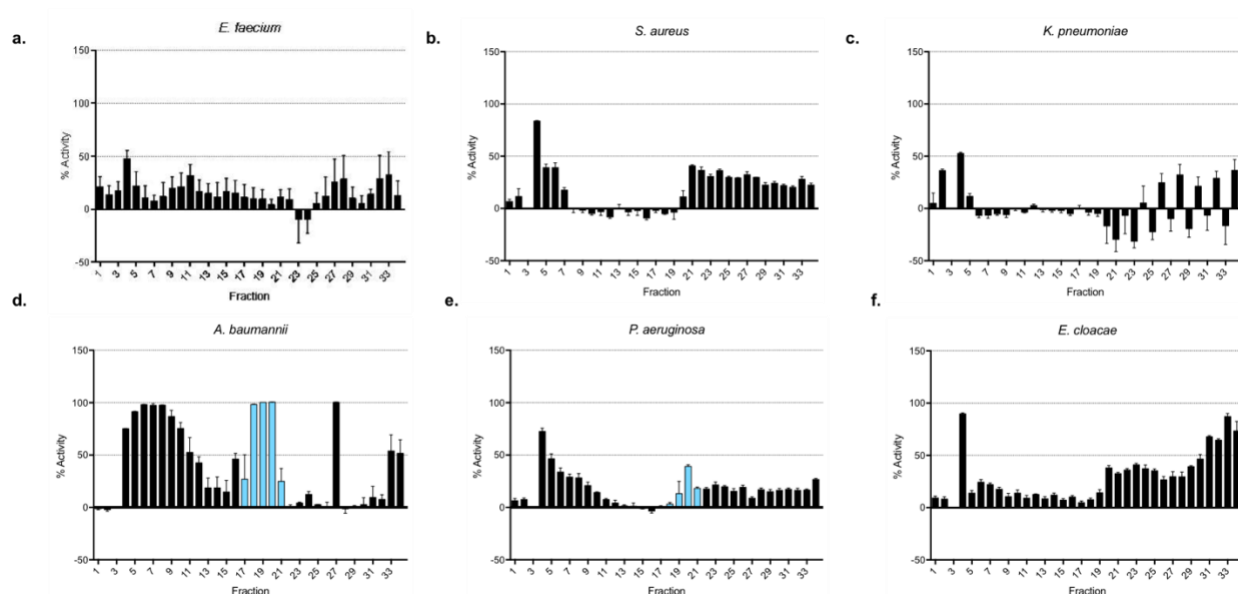 a.
E. faecium
150
100
50
0
-50
% Activity
1 3 5 7 9 11 13 15 17 19 21 23 25 27 29 31 33
Fraction
b.
S. aureus
150
100
50
0
-50
% Activity
1 3 5 7 9 11 13 15 17 19 21 23 25 27 29 31 33
Fraction
c.
K. pneumoniae
150
100
50
0
-50
% Activity
1 3 5 7 9 11 13 15 17 19 21 23 25 27 29 31 33
Fraction
d.
A. baumannii
150
100
50
0
-50
% Activity
1 3 5 7 9 11 13 15 17 19 21 23 25 27 29 31 33
Fraction
e.
P. aeruginosa
150
100
50
0
-50
% Activity
1 3 5 7 9 11 13 15 17 19 21 23 25 27 29 31 33
Fraction
f.
E. cloacae
150
100
50
0
-50
% Activity
1 3 5 7 9 11 13 15 17 19 21 23 25 27 29 31 33
Fraction